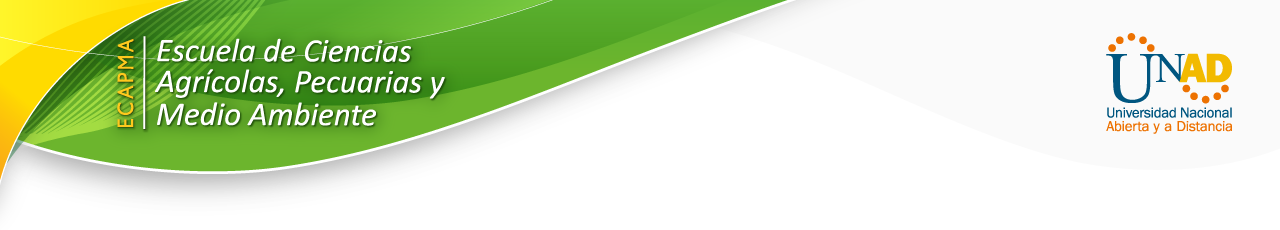 ECAPMA
Escuela de Ciencias
Agrícolas, Pecuarias y
Medio Ambiente
UNAD
Universidad Nacional
Abierta y a Distancia